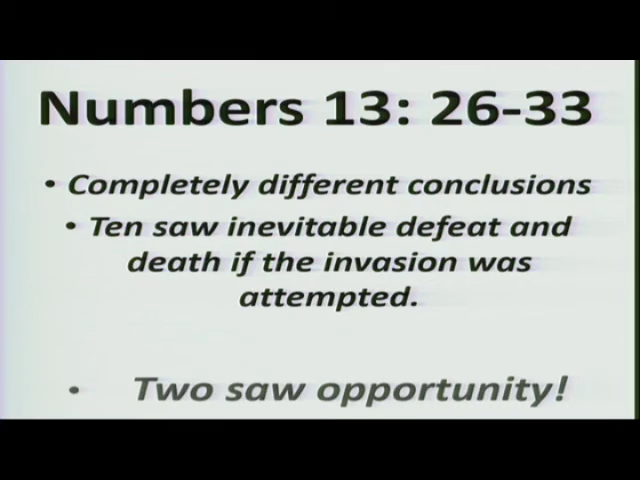 Numbers 13: 26-33
• Completely different conclusions
• Ten saw inevitable defeat and
death if the invasion was
attempted.
• Two saw opportunity!